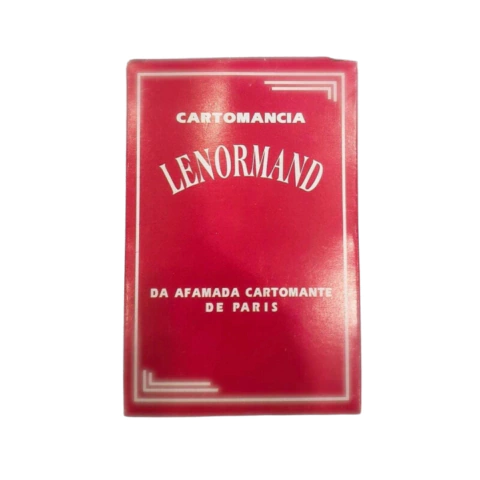 CARTOMANCIA
LENORMAND
DA AFAMADA CARTOMANTE
DE PARIS